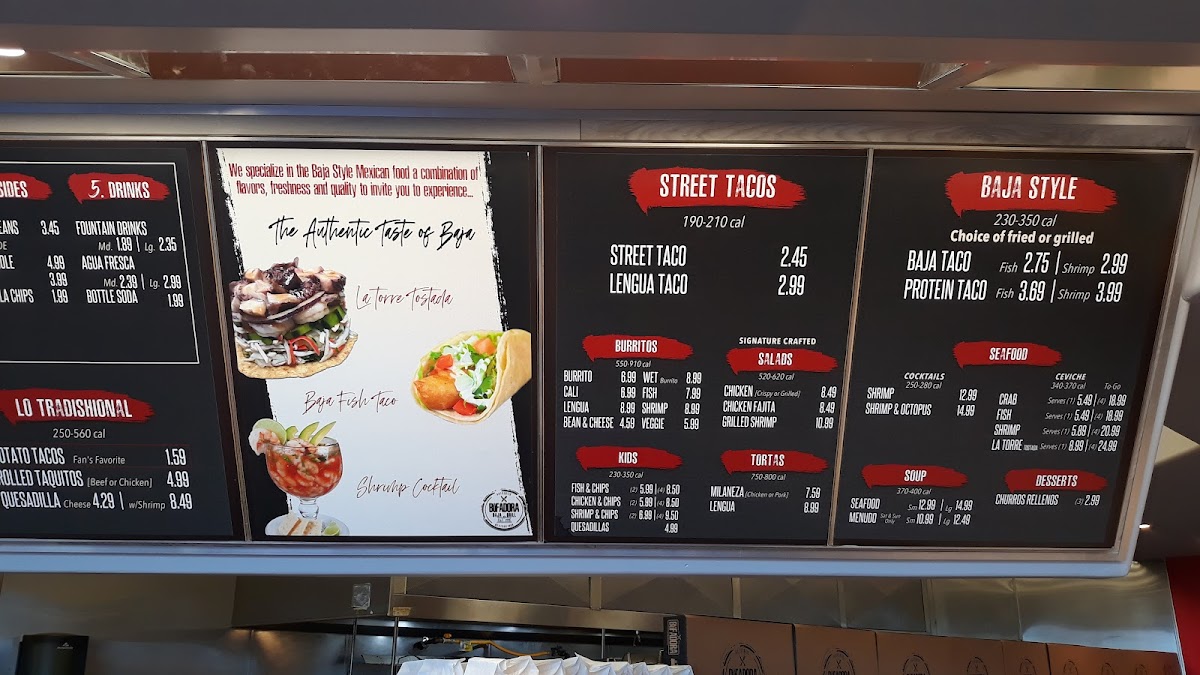 SIDES
EANS 3.45
4.99
3.99
LA CHIPS 1.99
5. DRINKS
FOUNTAIN DRINKS
Md. 1.89 | Lg. 2.35
AGUA FRESCA
Md. 2.39 | Lg. 2.89
BOTTLE SODA 1.99
LO TRADISHIONAL
250-560 cal
OTATO TACOS Fan's Favorite 1.59
ROLLED TAQUITOS [Beef or Chicken] 4.99
QUESADILLA Cheese 4.29 | w/Shrimp 8.49
We specialize in the Baja Style Mexican food a combination of
flavors, freshness and quality to invite you to experience...
The Authentic Taste of Baja
La Torre Tostada
Baja Fish Taco
Shrimp Cocktail
BUFADORA
BAJA GRILL
STREET TACOS
190-210 cal
STREET TACO 2.45
LENGUA TACO 2.99
BURRITOS
550-910 cal
BURRITO 6.99 WET Burrito 8.99
CALI 6.99 FISH 7.99
LENGUA 8.99 SHRIMP 8.99
BEAN & CHEESE 4.59 VEGGIE 5.99
SIGNATURE CRAFTED
SALADS
520-620 cal
CHICKEN [Crispy or Grilled] 8.49
CHICKEN FAJITA 8.49
GRILLED SHRIMP 10.99
KIDS
230-350 cal
FISH & CHIPS (2) 5.99 | (4) 8.50
CHICKEN & CHIPS (2) 5.99 | (4) 8.50
SHRIMP & CHIPS (2) 6.99 | (4) 9.50
QUESADILLAS 4.99
TORTAS
750-800 cal
MILANEZA [Chicken or Pork] 7.59
LENGUA 8.99
BAJA STYLE
230-350 cal
Choice of fried or grilled
BAJA TACO Fish 2.75 | Shrimp 2.99
PROTEIN TACO Fish 3.69 | Shrimp 3.99
SEAFOOD
COCKTAILS
250-280 cal
SHRIMP 12.99
SHRIMP & OCTOPUS 14.99
CEVICHE
340-370 cal To Go
CRAB Serves (1) 5.49 | (4) 18.99
FISH Serves (1) 5.49 | (4) 18.99
SHRIMP Serves (1) 5.89 | (4) 20.99
LA TORRE TOSTADA Serves (1) 8.99 | (4) 24.99
SOUP
370-400 cal
SEAFOOD Sm 12.99 | Lg 14.99
MENUDO Sat & Sun Only Sm 10.99 | Lg 12.49
DESSERTS
CHURROS RELLENOS (3) 2.99
BUFADORA
BUFADORA